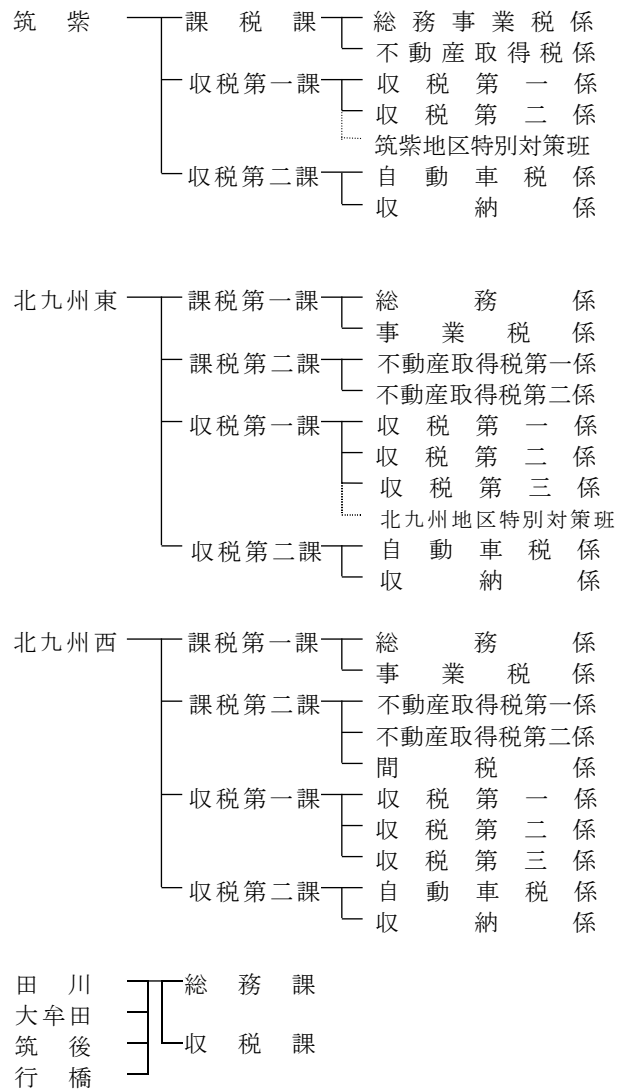 筑紫 課税課 総務事業税係
不動産取得税係
収税第一課 収税第一係
収税第二係
筑紫地区特別対策班
収税第二課 自動車税係
収納係
北九州東 課税第一課 総務係
事業税係
課税第二課 不動産取得税第一係
不動産取得税第二係
収税第一課 収税第一係
収税第二係
収税第三係
北九州地区特別対策班
収税第二課 自動車税係
収納係
北九州西 課税第一課 総務係
事業税係
課税第二課 不動産取得税第一係
不動産取得税第二係
間税係
収税第一課 収税第一係
収税第二係
収税第三係
収税第二課 自動車税係
収納係
田川 総務課
大牟田
筑後 収税課
行橋